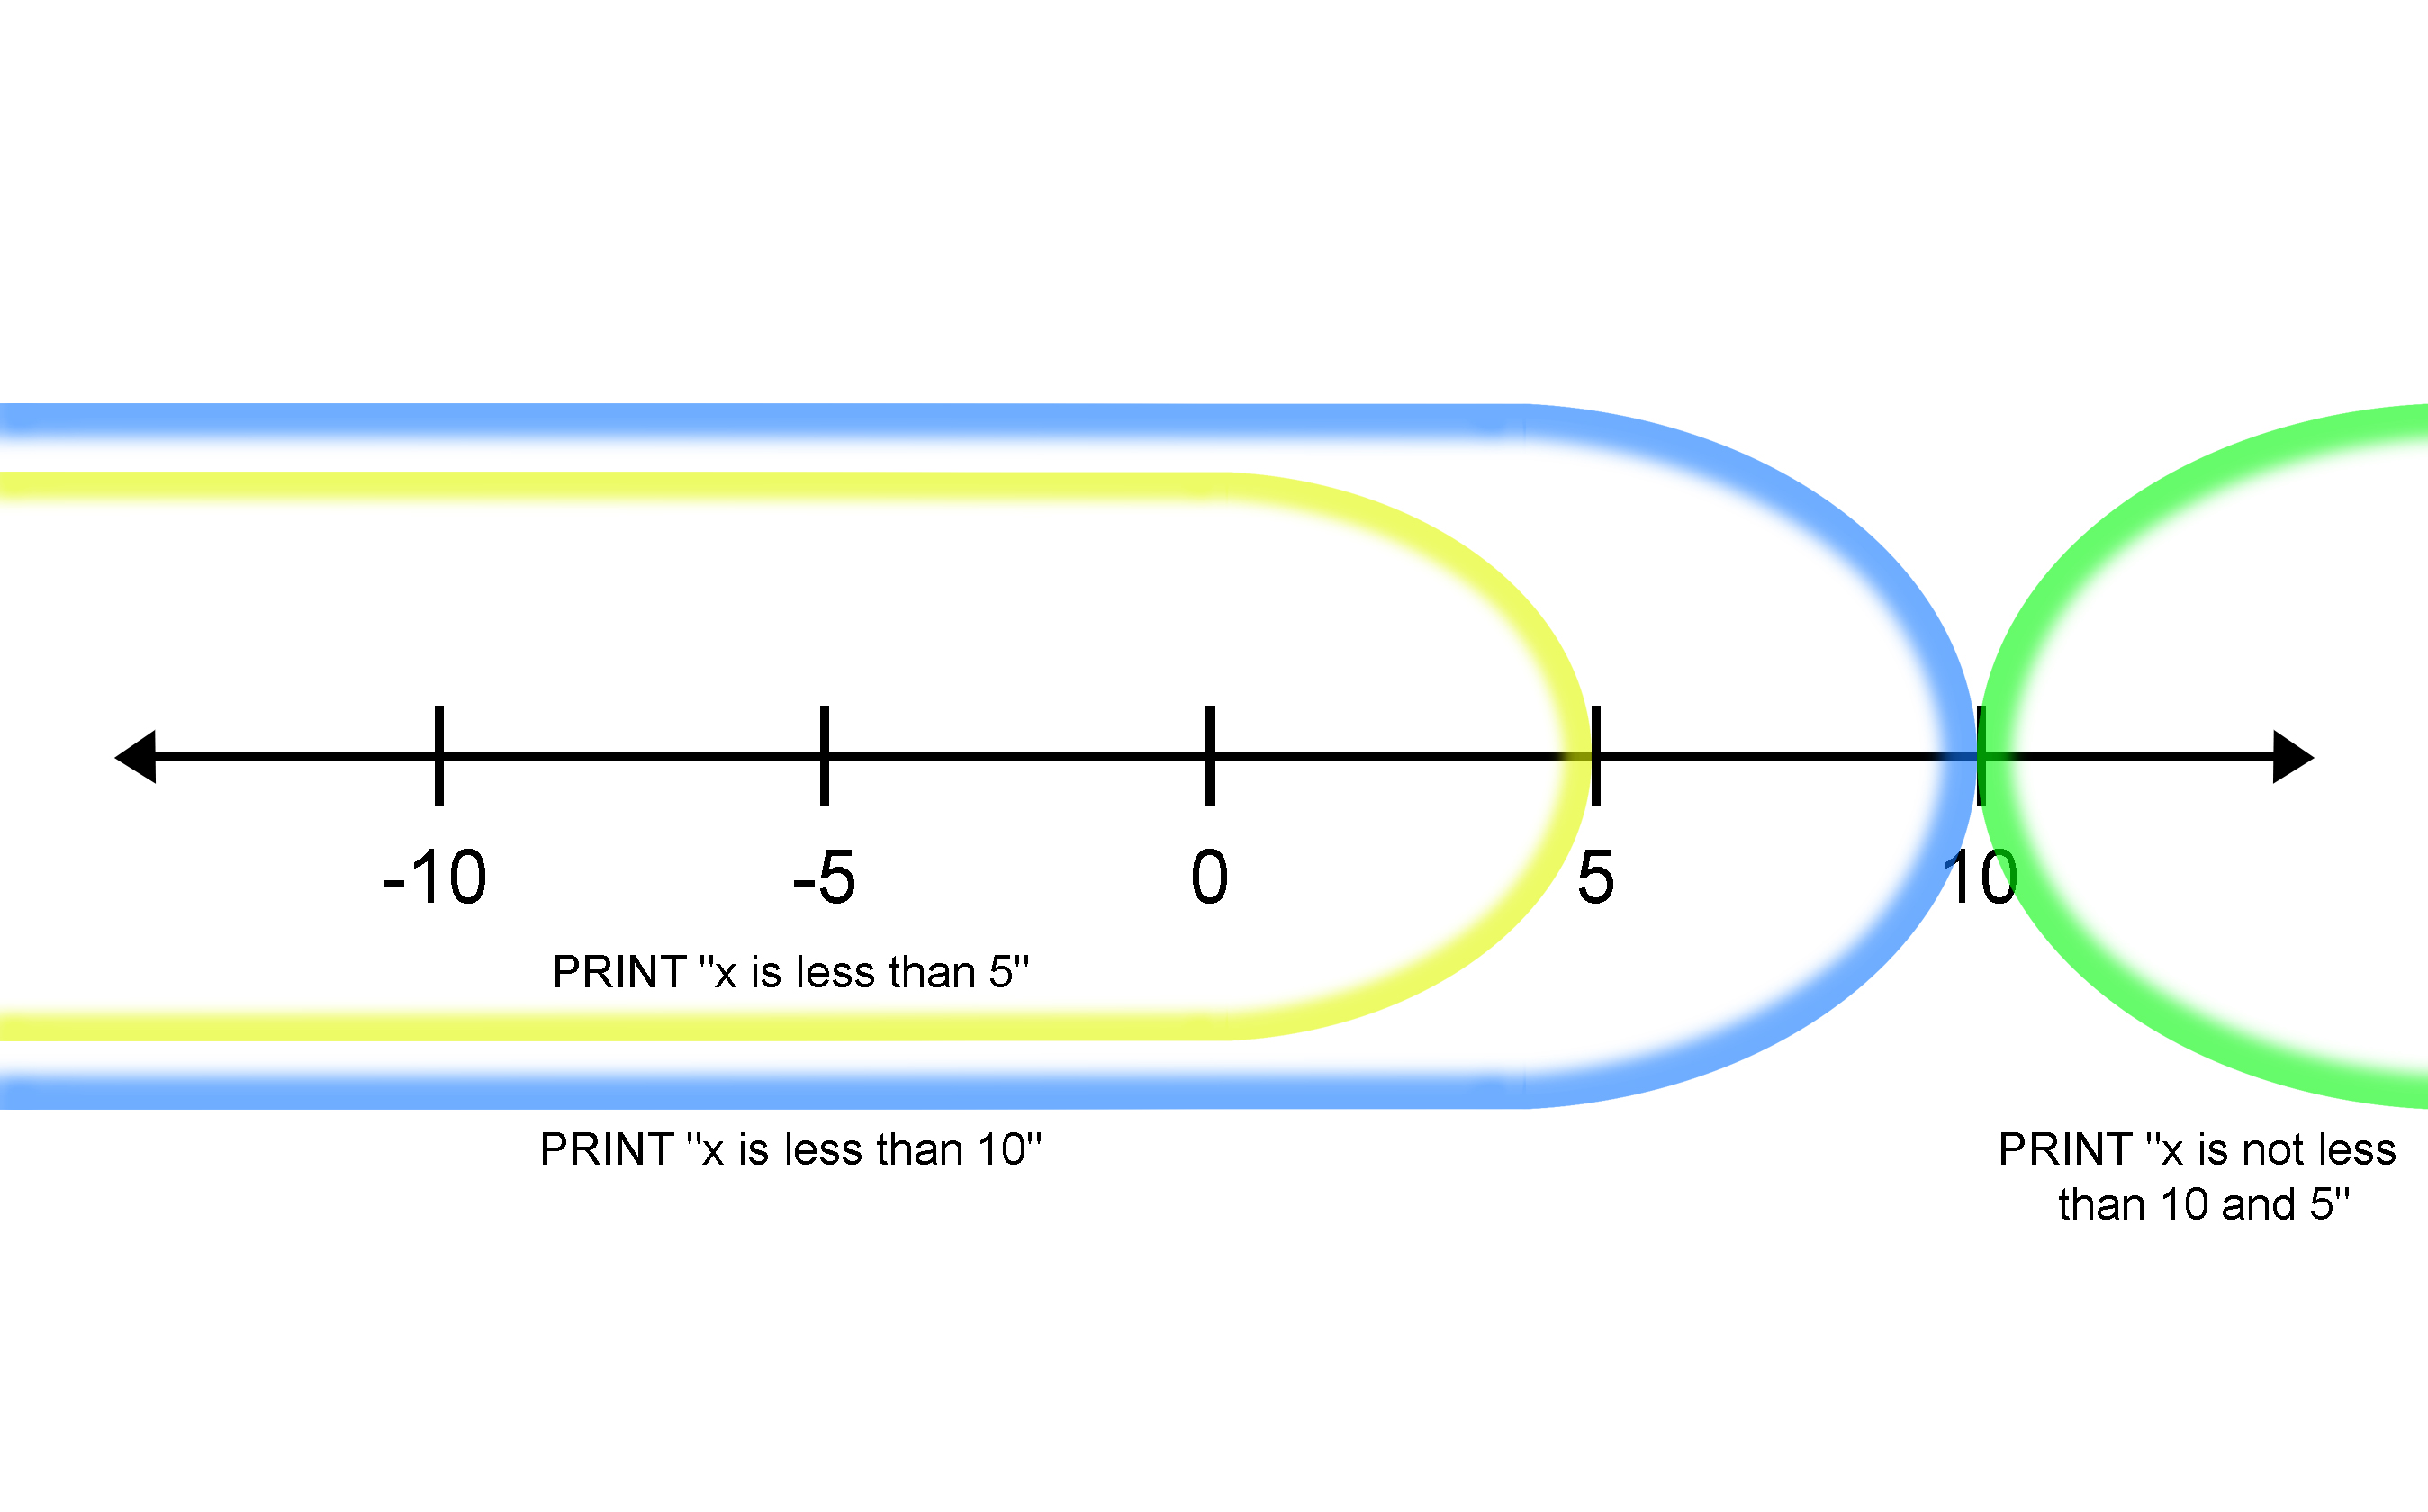 -10 -5 0 5 10
PRINT "x is less than 5"
PRINT "x is less than 10"
PRINT "x is not less
than 10 and 5"